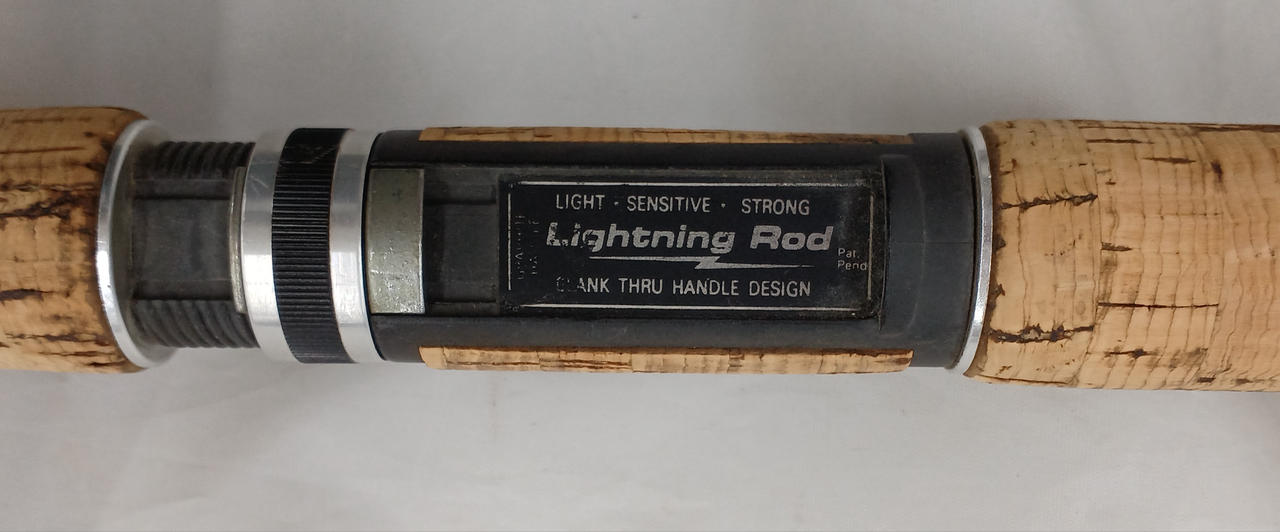 LIGHT · SENSITIVE · STRONG
Lightning Rod
Pat.
Pend
BLANK THRU HANDLE DESIGN